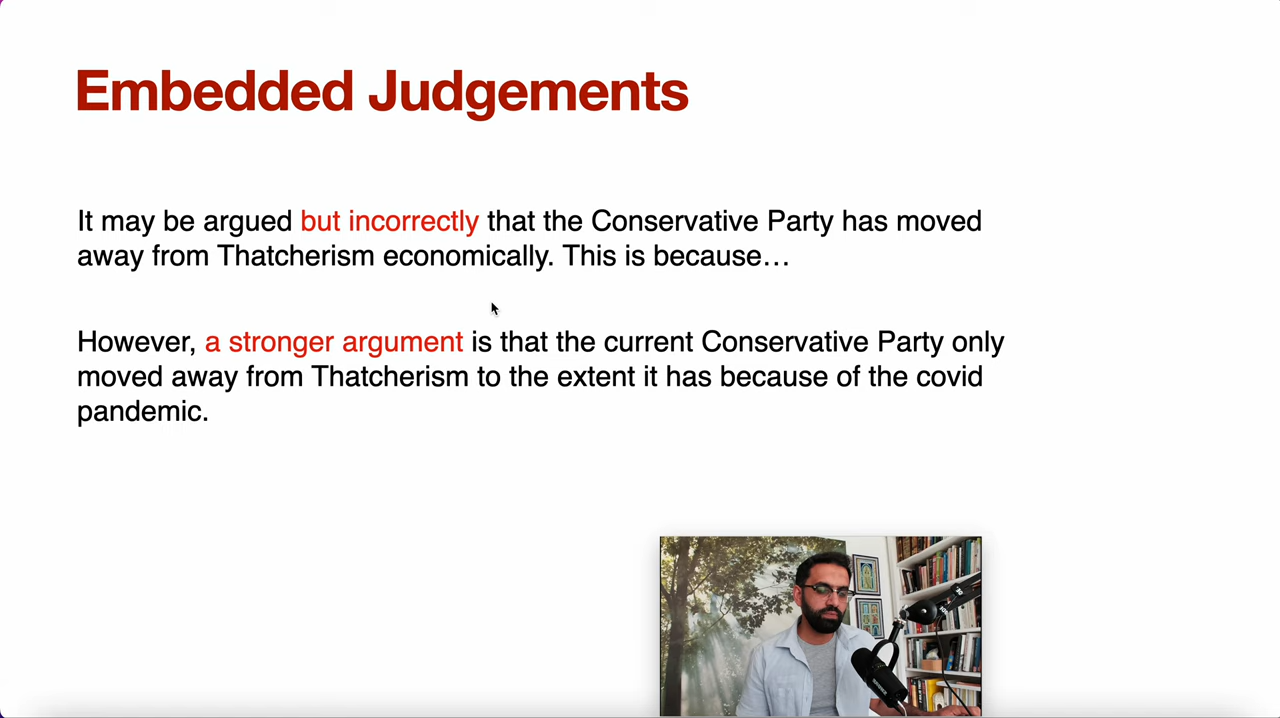 Embedded Judgements
It may be argued but incorrectly that the Conservative Party has moved
away from Thatcherism economically. This is because…
However, a stronger argument is that the current Conservative Party only
moved away from Thatcherism to the extent it has because of the covid
pandemic.